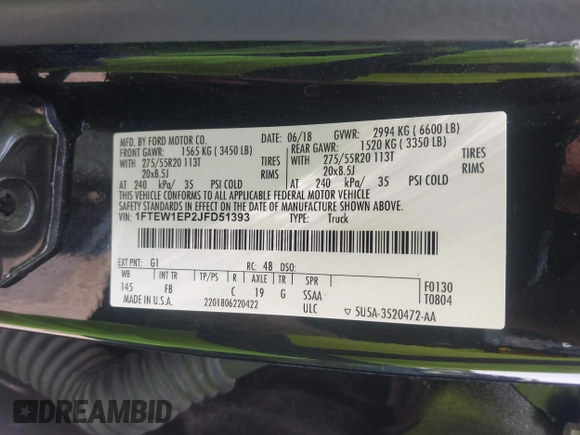 MFD. BY FORD MOTOR CO.
DATE: 06/18 GVWR: 2994 KG ( 6600 LB)
FRONT GAWR: 1565 KG ( 3450 LB) REAR GAWR: 1520 KG ( 3350 LB)
WITH 275/55R20 113T TIRES WITH 275/55R20 113T TIRES
20x8.5J RIMS 20x8.5J RIMS
AT 240 kPa/ 35 PSI COLD AT 240 kPa/ 35 PSI COLD
THIS VEHICLE CONFORMS TO ALL APPLICABLE FEDERAL MOTOR VEHICLE
SAFETY STANDARDS IN EFFECT ON THE DATE OF MANUFACTURE SHOWN ABOVE.
VIN: 1FTEW1EP2JFD51393 TYPE: Truck
EXT PNT: G1 RC: 48 DSO: F0130
WB INT TR TP/PS R AXLE TR SPR T0804
145 FB C 19 G SSAA
MADE IN U.S.A. 2201806220422 ULC ▽ 5U5A-3520472-AA
DREAMBID